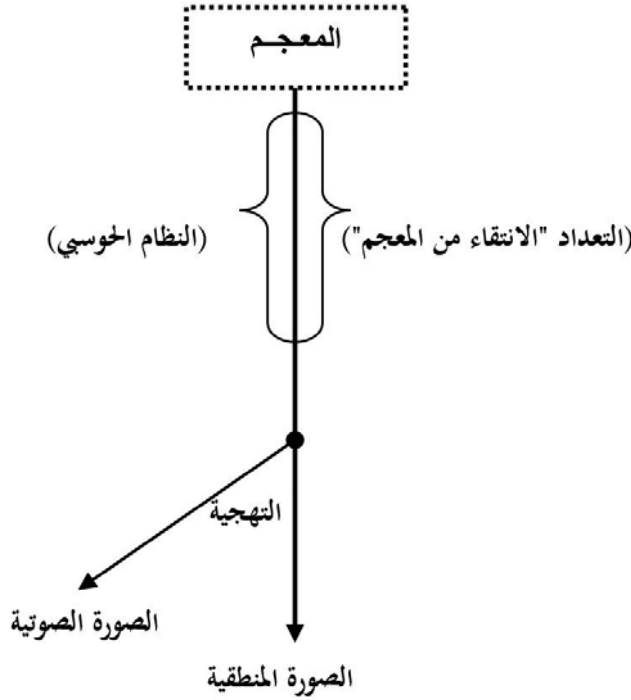 المعجم
(التعداد "الانتقاء من المعجم")
(النظام الحوسبي)
التهجية
الصورة الصوتية
الصورة المنطقية